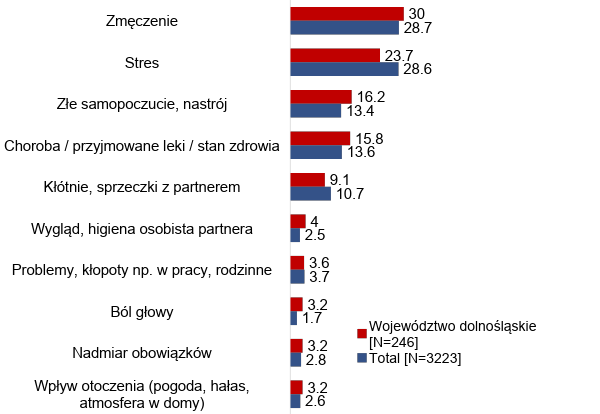 Zmęczenie
30
28.7
Stres
23.7
28.6
Złe samopoczucie, nastrój
16.2
13.4
Choroba / przyjmowane leki / stan zdrowia
15.8
13.6
Kłótnie, sprzeczki z partnerem
9.1
10.7
Wygląd, higiena osobista partnera
4
2.5
Problemy, kłopoty np. w pracy, rodzinne
3.6
3.7
Ból głowy
3.2
1.7
Nadmiar obowiązków
3.2
2.8
Wpływ otoczenia (pogoda, hałas,
atmosfera w domy)
3.2
2.6
Województwo dolnośląskie
[N=246]
Total [N=3223]